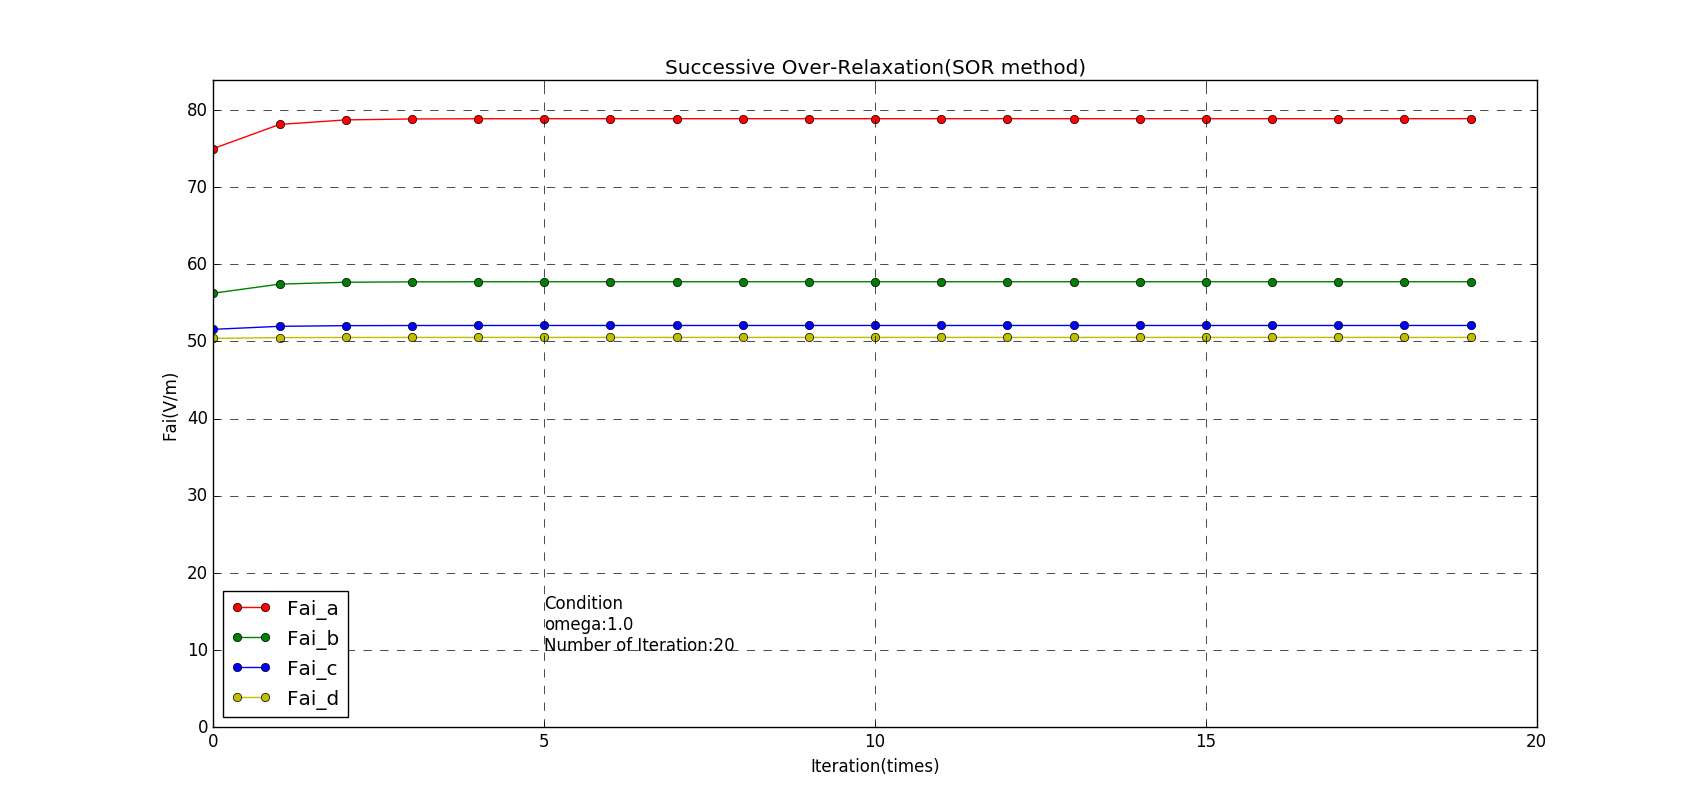 Successive Over-Relaxation(SOR method)
80
70
60
50
40
30
20
10
0
Fai(V/m)
Fai_a
Fai_b
Fai_c
Fai_d
Condition
omega:1.0
Number of Iteration:20
0 5 10 15 20
Iteration(times)